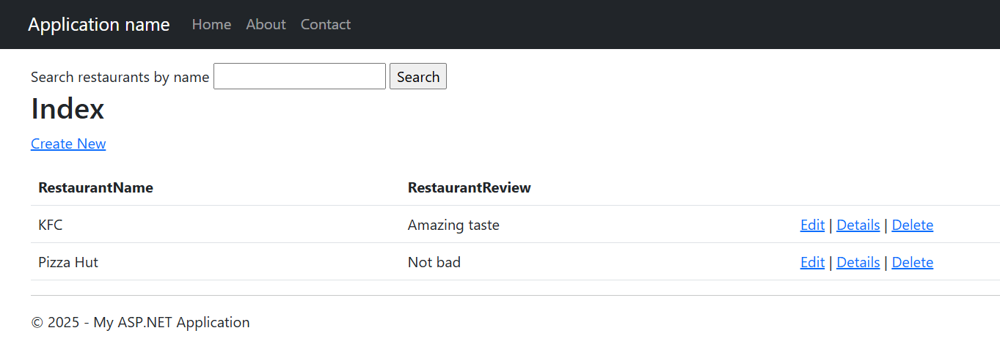 Application name Home About Contact
Search restaurants by name Search
Index
Create New
RestaurantName RestaurantReview
KFC Amazing taste Edit | Details | Delete
Pizza Hut Not bad Edit | Details | Delete
© 2025 - My ASP.NET Application